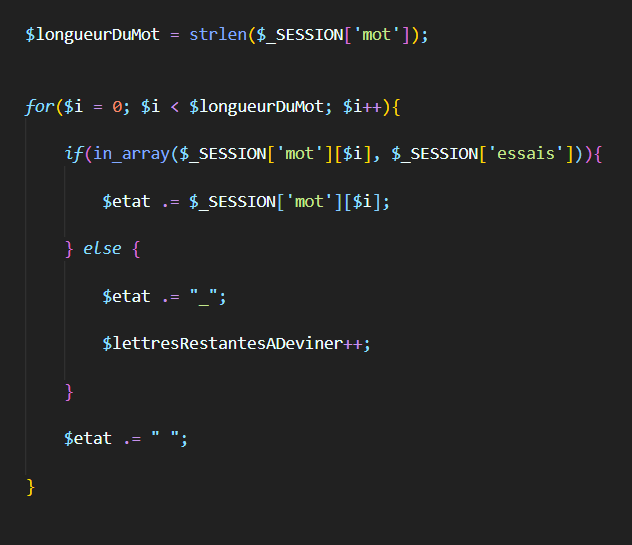 $longueurDuMot = strlen($_SESSION['mot']);
for($i = 0; $i < $longueurDuMot; $i++){
if(in_array($_SESSION['mot'][$i], $_SESSION['essais'])){
$etat .= $_SESSION['mot'][$i];
} else {
$etat .= "_";
$lettresRestantesADeviner++;
}
$etat .= " ";
}